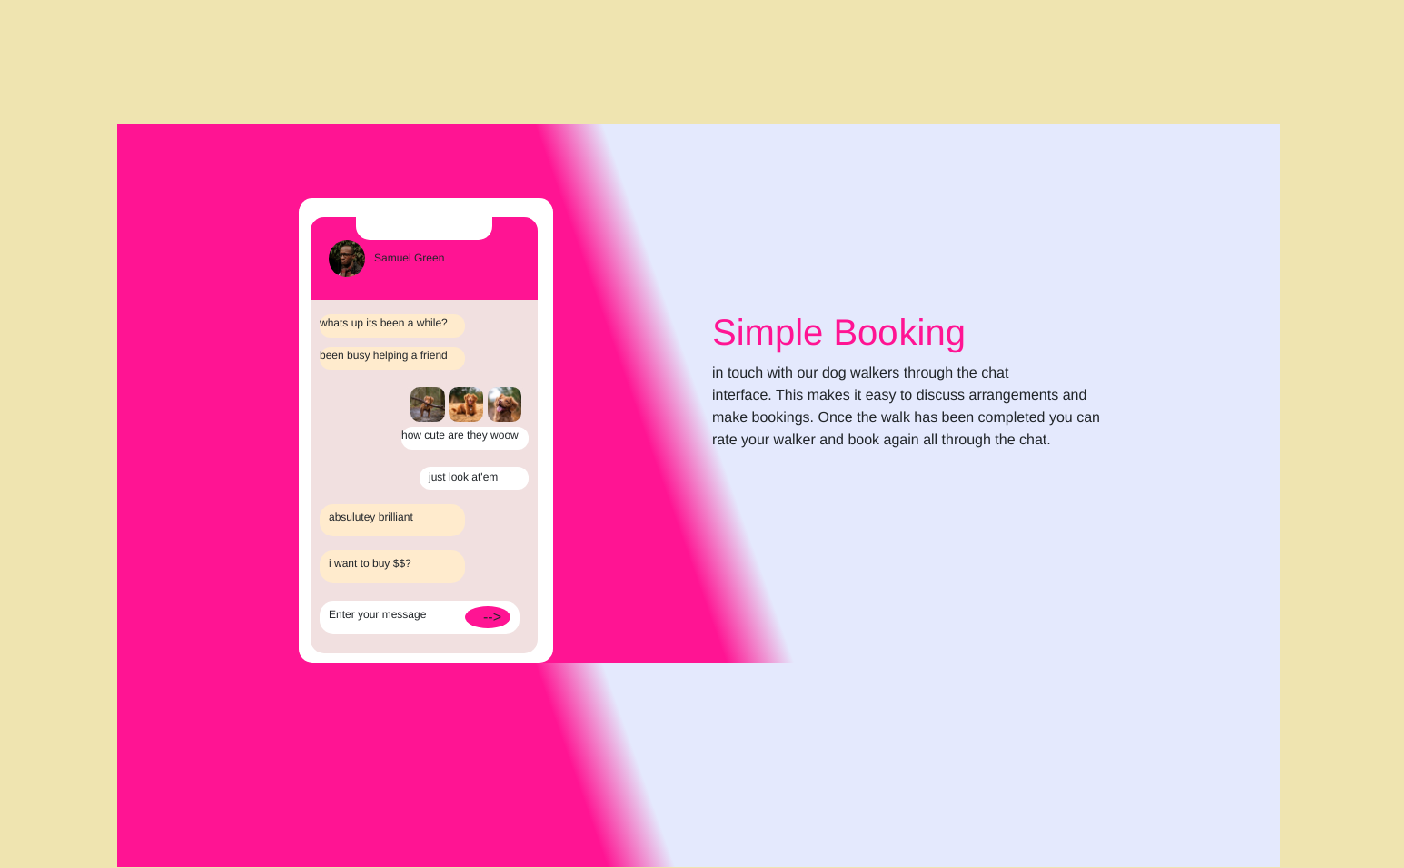 Samuel Green
whats up its been a while?
been busy helping a friend
how cute are they woow
just look at'em
absulutey brilliant
i want to buy $$?
Enter your message
-->
Simple Booking
in touch with our dog walkers through the chat
interface. This makes it easy to discuss arrangements and
make bookings. Once the walk has been completed you can
rate your walker and book again all through the chat.